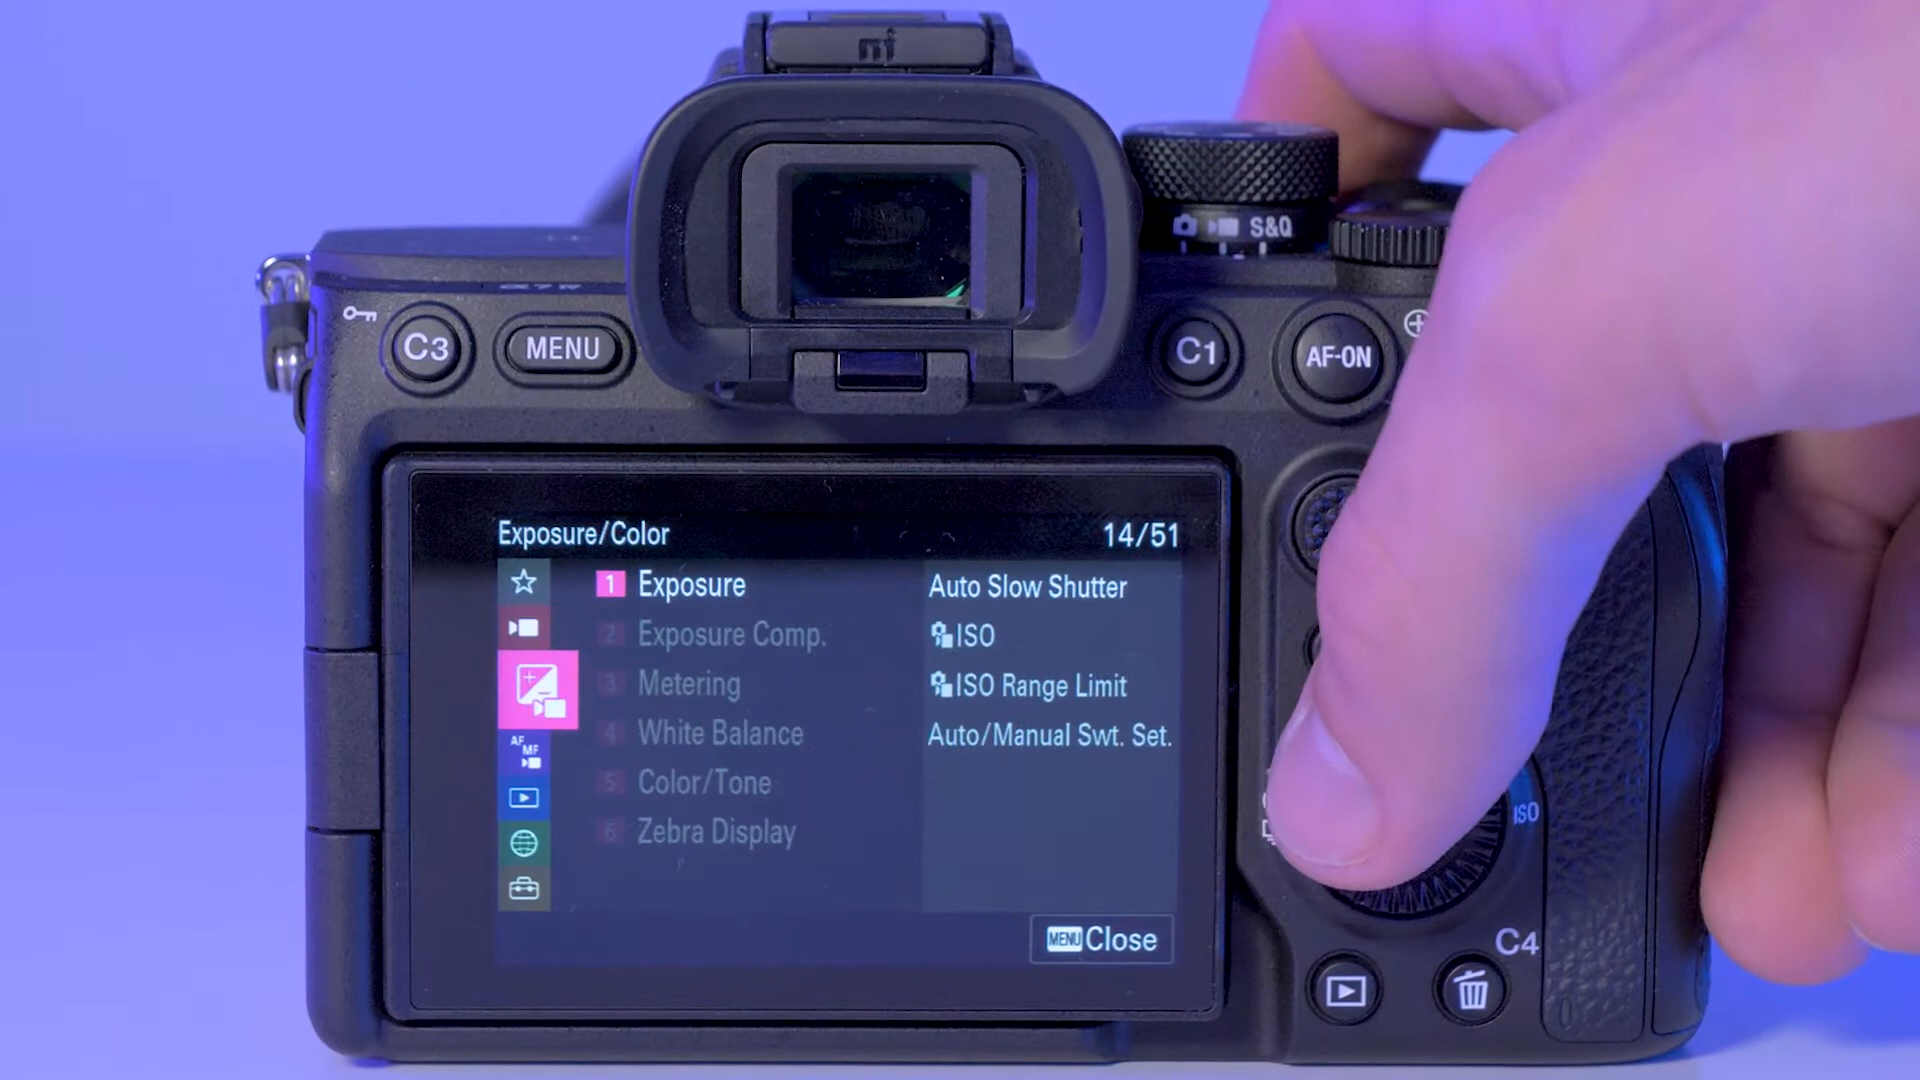 S&Q
C3
MENU
C1
AF-ON
Exposure/Color
14/51
1 Exposure
2 Exposure Comp.
3 Metering
4 White Balance
5 Color/Tone
6 Zebra Display
Auto Slow Shutter
ISO
ISO Range Limit
Auto/Manual Swt. Set.
AF
MF
MENU Close
ISO
C4